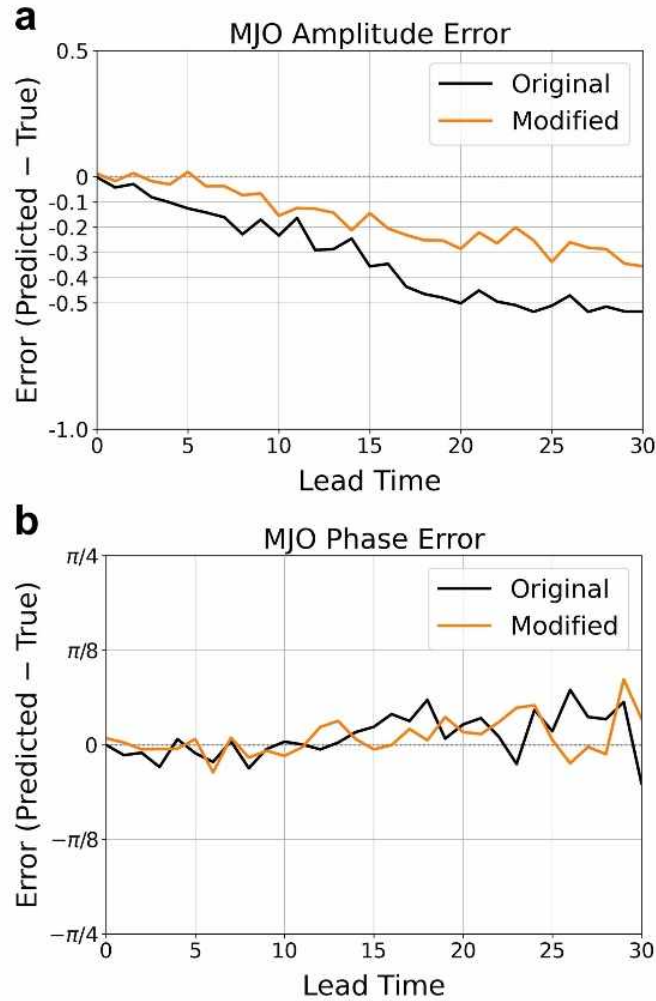 a
MJO Amplitude Error
0.5
0
-0.1
-0.2
-0.3
-0.4
-0.5
-1.0
Error (Predicted − True)
Original
Modified
0
5
10
15
20
25
30
Lead Time
b
MJO Phase Error
π/4
π/8
0
−π/8
−π/4
Error (Predicted − True)
Original
Modified
0
5
10
15
20
25
30
Lead Time